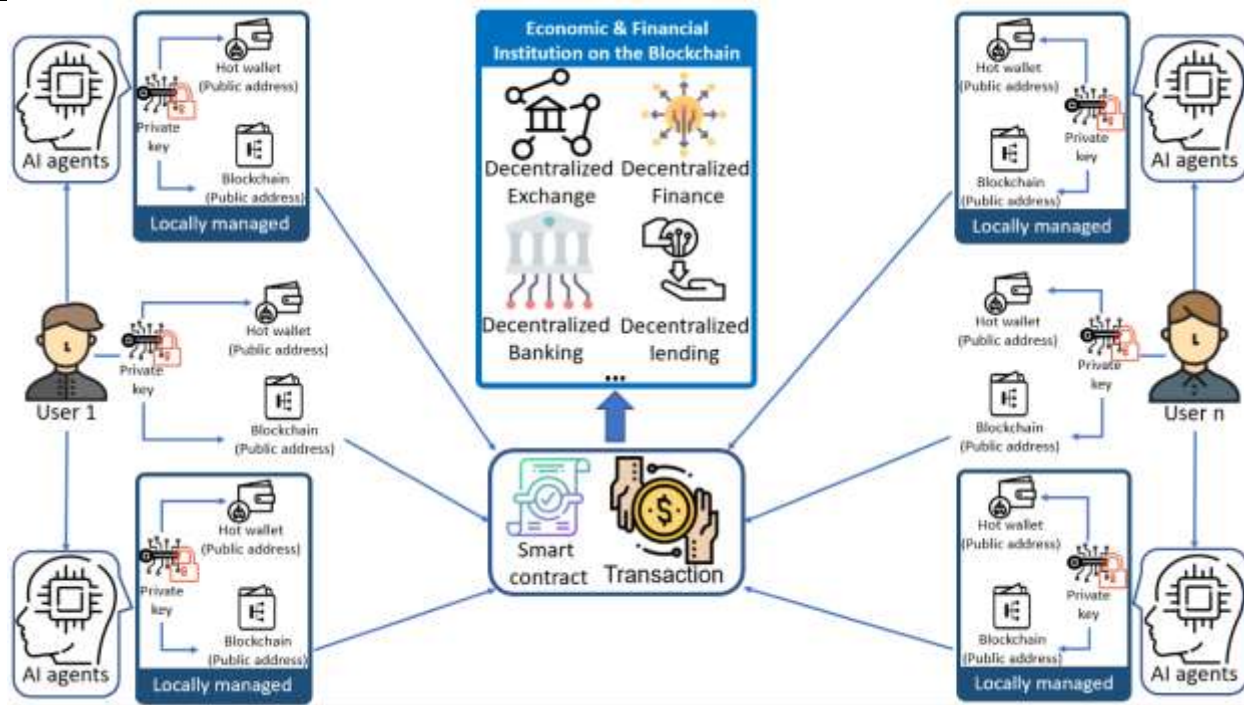 Economic & Financial
Institution on the Blockchain
Decentralized
Exchange
Decentralized
Finance
Decentralized
Banking
Decentralized
lending
...
Smart
contract
Transaction
$
AI agents
Private
key
Hot wallet
(Public address)
Blockchain
(Public address)
Locally managed
User 1
Private
key
Hot wallet
(Public address)
Blockchain
(Public address)
AI agents
Private
key
Hot wallet
(Public address)
Blockchain
(Public address)
Locally managed
Hot wallet
(Public address)
Private
key
Blockchain
(Public address)
Locally managed
AI agents
Hot wallet
(Public address)
Private
key
Blockchain
(Public address)
User n
Hot wallet
(Public address)
Private
key
Blockchain
(Public address)
Locally managed
AI agents